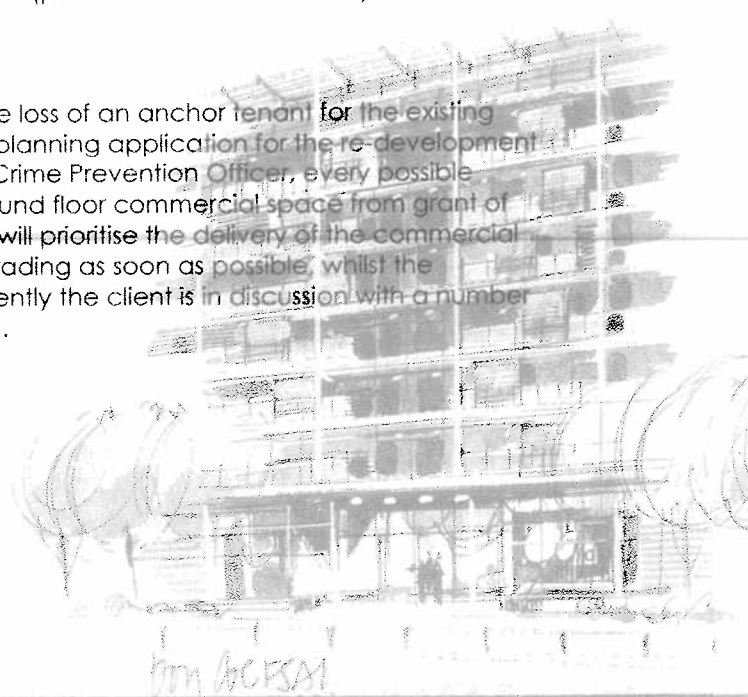 e loss of an anchor tenant for the existing
planning application for the re-development
Crime Prevention Officer, every possible
und floor commercial space from grant of
will prioritise the delivery of the commercial
ading as soon as possible, whilst the
ently the client is in discussion with a number
.